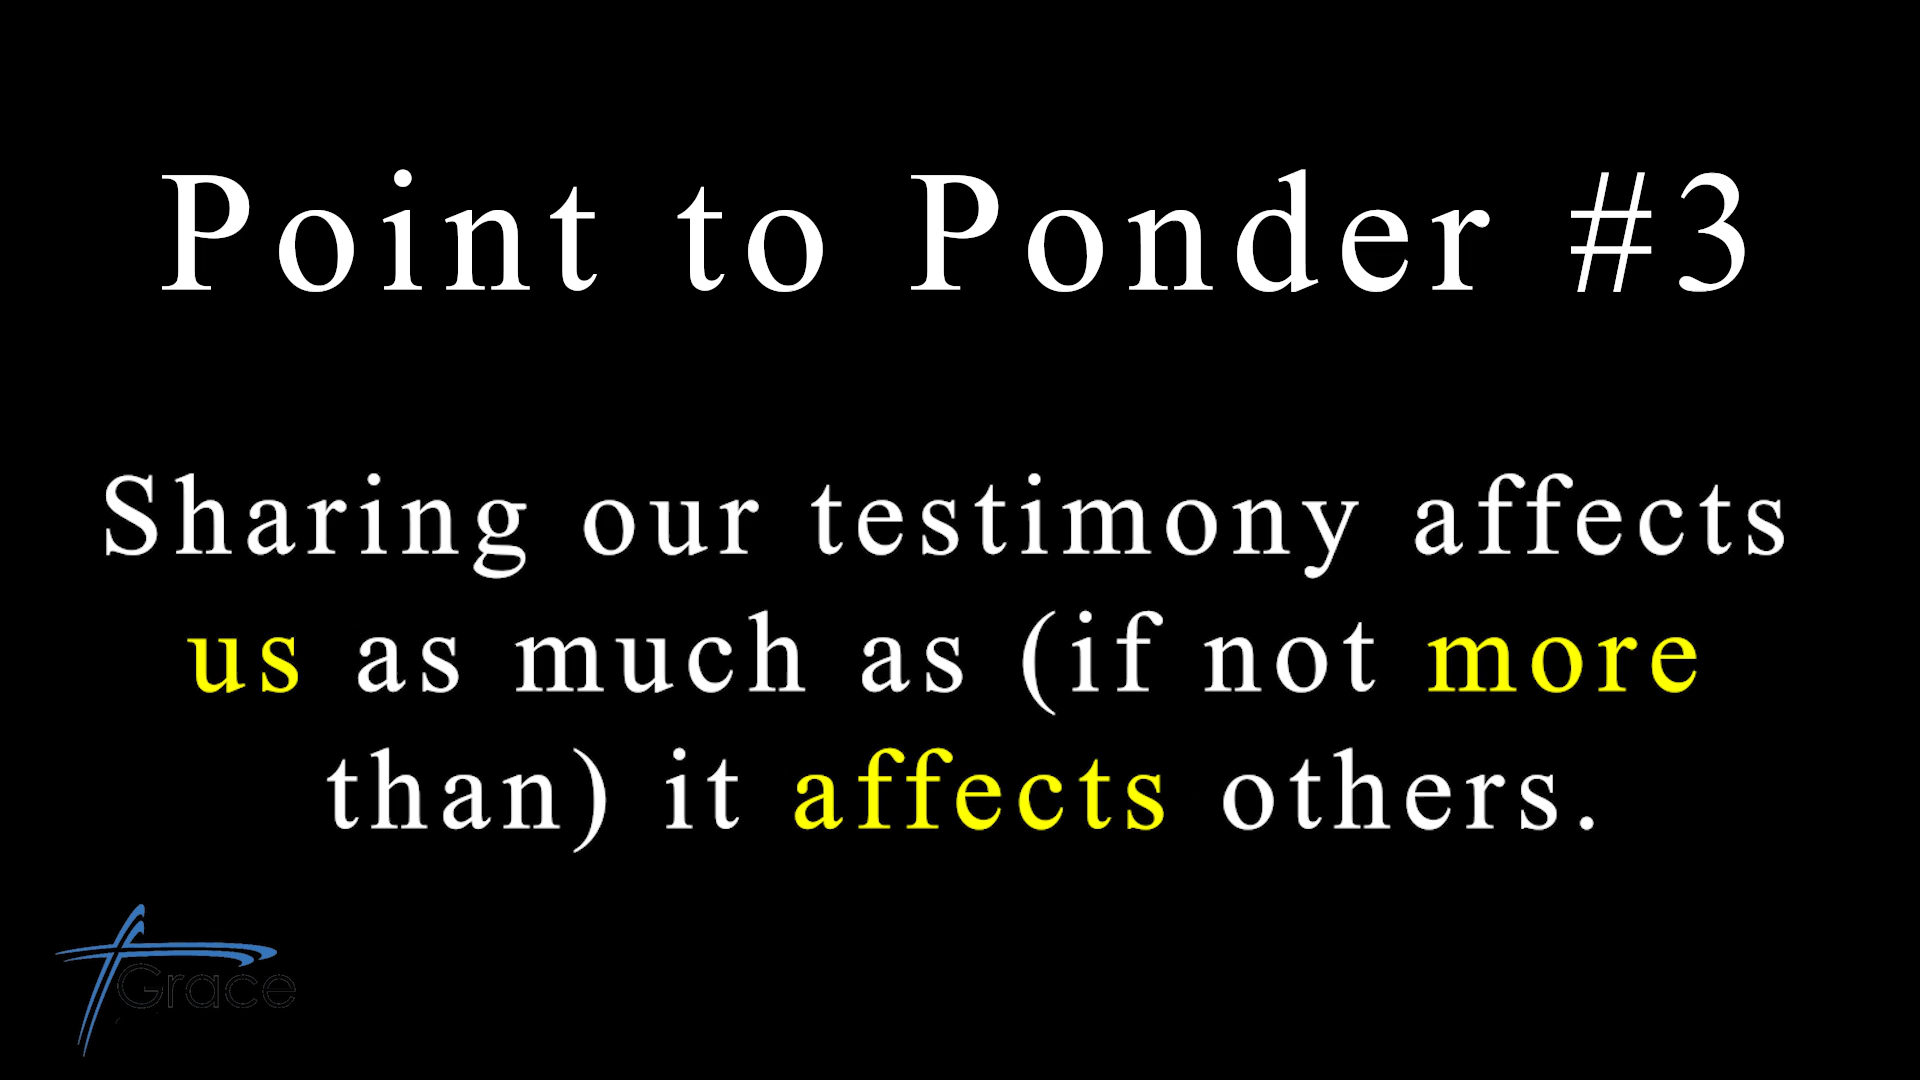 Point to Ponder #3
Sharing our testimony affects
us as much as (if not more
than) it affects others.
Grace